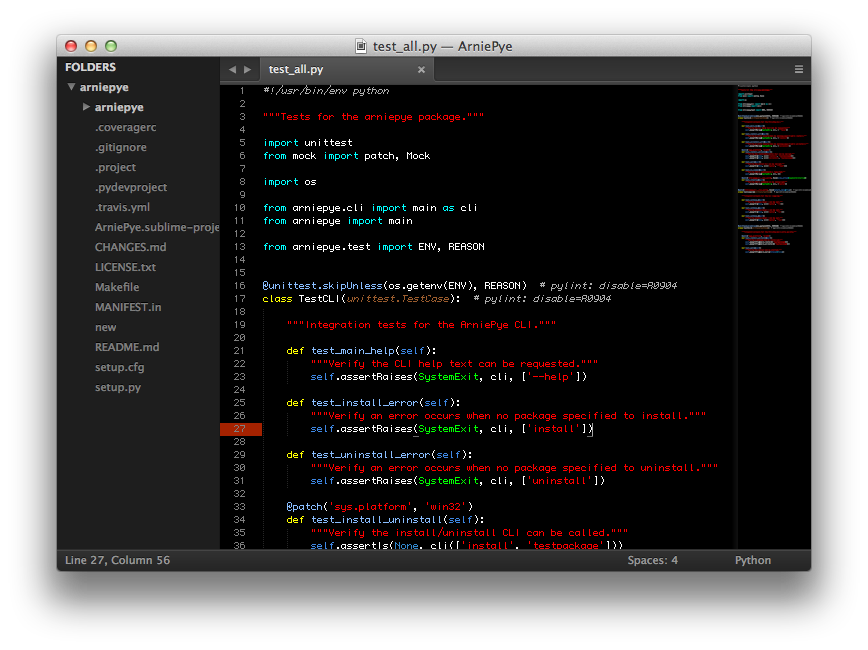 test_all.py — ArniePye
FOLDERS
arniepye
arniepye
.coveragerc
.gitignore
.project
.pydevproject
.travis.yml
ArniePye.sublime-proje
CHANGES.md
LICENSE.txt
Makefile
MANIFEST.in
new
README.md
setup.cfg
setup.py
test_all.py
1 #!/usr/bin/env python
2
3 """Tests for the arniepye package."""
4
5 import unittest
6 from mock import patch, Mock
7
8 import os
9
10 from arniepye.cli import main as cli
11 from arniepye import main
12
13 from arniepye.test import ENV, REASON
14
15
16 @unittest.skipUnless(os.getenv(ENV), REASON)  # pylint: disable=R0904
17 class TestCLI(unittest.TestCase):  # pylint: disable=R0904
18
19     """Integration tests for the ArniePye CLI."""
20
21     def test_main_help(self):
22         """Verify the CLI help text can be requested."""
23         self.assertRaises(SystemExit, cli, ['--help'])
24
25     def test_install_error(self):
26         """Verify an error occurs when no package specified to install."""
27         self.assertRaises(SystemExit, cli, ['install'])
28
29     def test_uninstall_error(self):
30         """Verify an error occurs when no package specified to uninstall."""
31         self.assertRaises(SystemExit, cli, ['uninstall'])
32
33     @patch('sys.platform', 'win32')
34     def test_install_uninstall(self):
35         """Verify the install/uninstall CLI can be called."""
36         self.assertIs(None, cli(['install', 'testpackage']))
Line 27, Column 56
Spaces: 4
Python